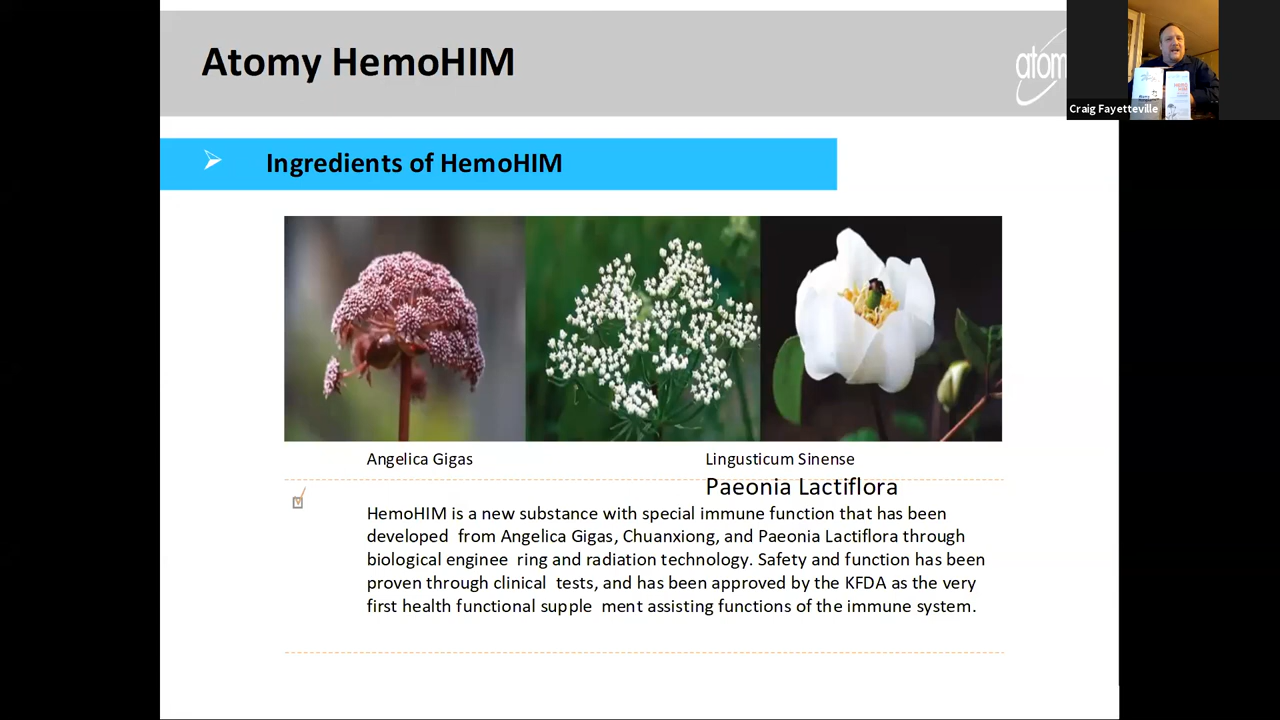 Atomy HemoHIM
atom
Craig Fayetteville
Ingredients of HemoHIM
Angelica Gigas
Lingusticum Sinense
Paeonia Lactiflora
HemoHIM is a new substance with special immune function that has been
developed from Angelica Gigas, Chuanxiong, and Paeonia Lactiflora through
biological enginee ring and radiation technology. Safety and function has been
proven through clinical tests, and has been approved by the KFDA as the very
first health functional supple ment assisting functions of the immune system.